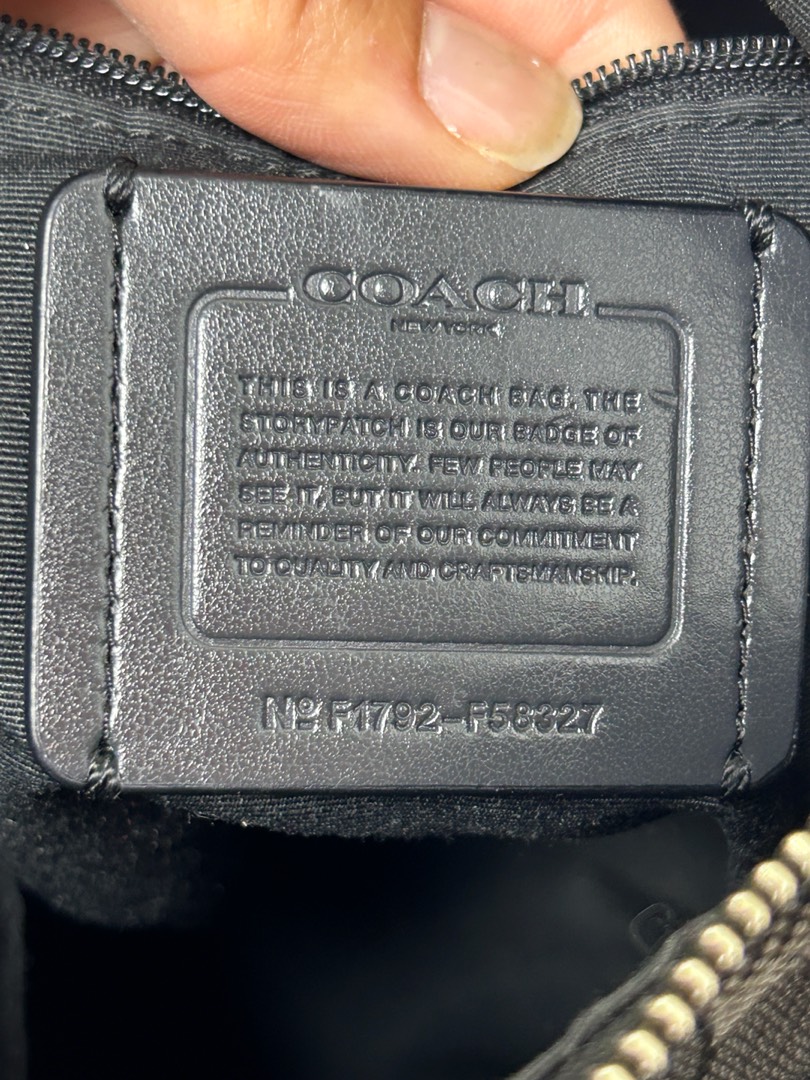 COACH
NEW YORK
THIS IS A COACH BAG. THE
STORYPATCH IS OUR BADGE OF
AUTHENTICITY. FEW PEOPLE MAY
SEE IT, BUT IT WILL ALWAYS BE A
REMINDER OF OUR COMMITMENT
TO QUALITY AND CRAFTSMANSHIP.
Nº F1792-F58327